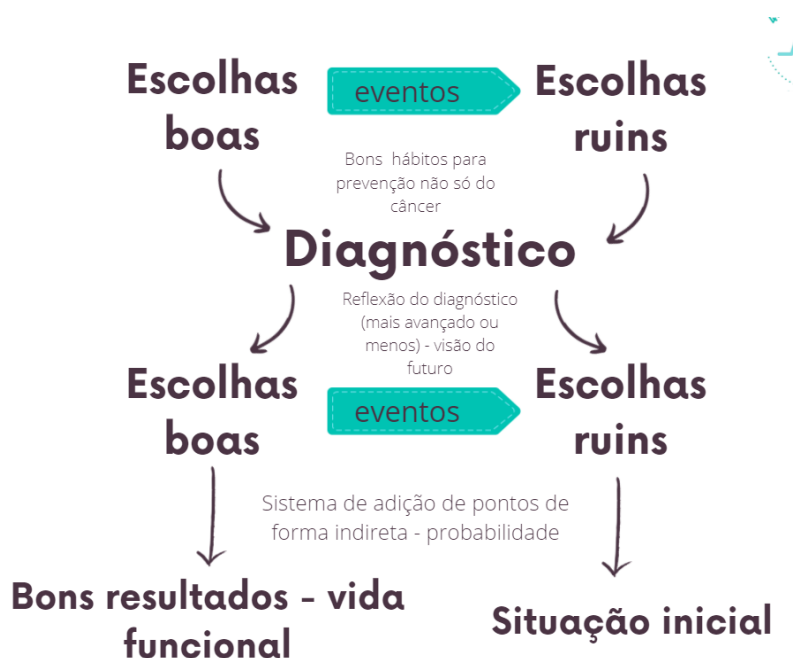 Escolhas
boas
eventos
Escolhas
ruins
Bons hábitos para
prevenção não só do
câncer
Diagnóstico
Reflexão do diagnóstico
(mais avançado ou
menos) - visão do
futuro
Escolhas
boas
eventos
Escolhas
ruins
Sistema de adição de pontos de
forma indireta - probabilidade
Bons resultados - vida
funcional
Situação inicial